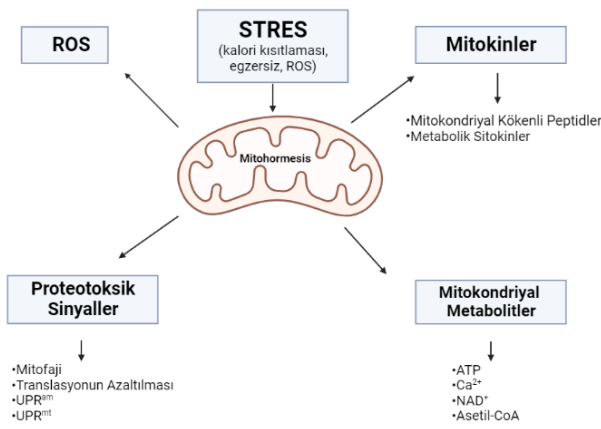 ROS
STRES
(kalori kısıtlaması,
egzersiz, ROS)
Mitokinler
•Mitokondriyal Kökenli Peptidler
•Metabolik Sitokinler
Mitohormesis
Proteotoksik
Sinyaller
•Mitofaji
•Translasyonun Azaltılması
•UPRᵃᵐ
•UPRᵐᵗ
Mitokondriyal
Metabolitler
•ATP
•Ca²⁺
•NAD⁺
•Asetil-CoA